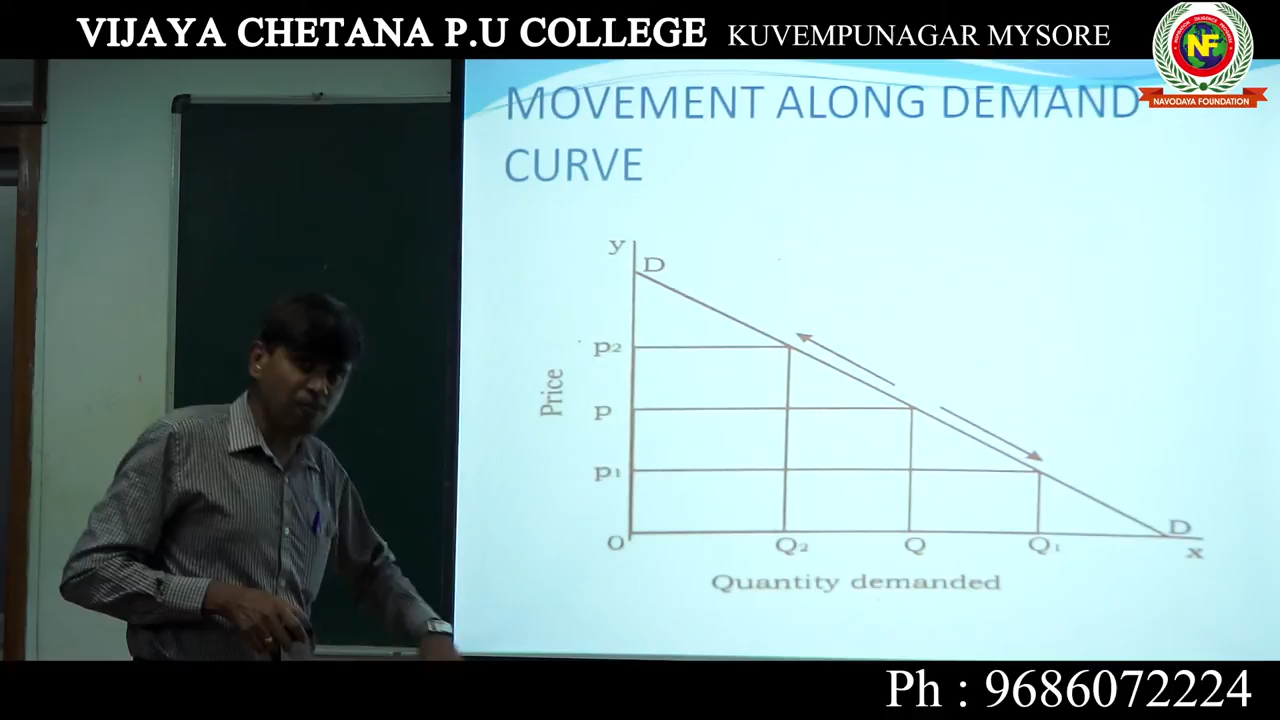 VIJAYA CHETANA P.U COLLEGE KUVEMPUNAGAR MYSORE
NF
NAVODAYA FOUNDATION
MOVEMENT ALONG DEMAND
CURVE
y
D
p2
Price
p
p1
O
Q2
Q
Q1
D
x
Quantity demanded
Ph : 9686072224